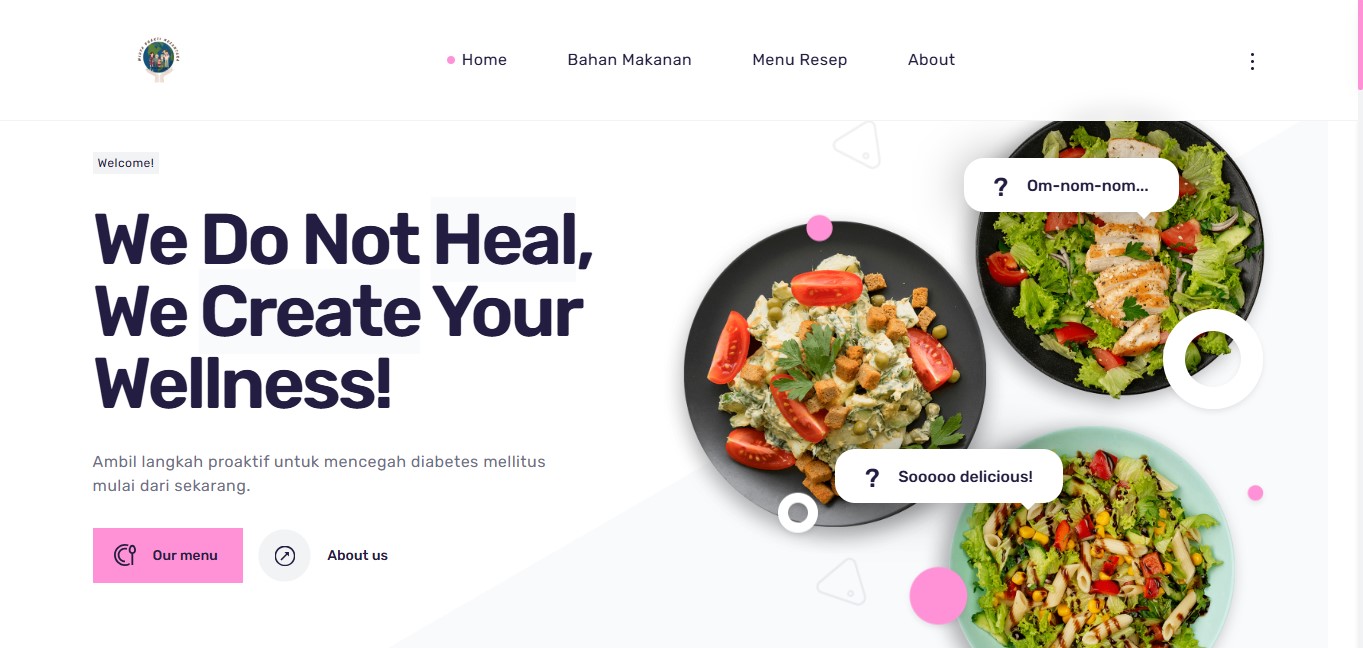 Home
Bahan Makanan
Menu Resep
About
Welcome!
We Do Not Heal,
We Create Your
Wellness!
Ambil langkah proaktif untuk mencegah diabetes mellitus
mulai dari sekarang.
Our menu
About us
? Om-nom-nom...
? Sooooo delicious!